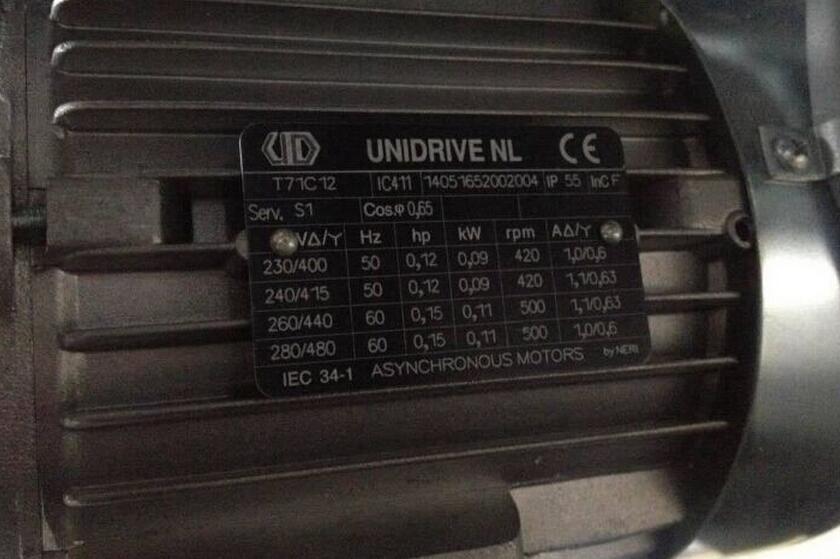 UNIDRIVE NL CE
T71C12 IC411 14051652002004 IP 55 InC F
Serv. S1 Cos.φ 0,65
VΔ/Y Hz hp kW rpm AΔ/Y
230/400 50 0,12 0,09 420 1,0/0,6
240/415 50 0,12 0,09 420 1,1/0,63
260/440 60 0,15 0,11 500 1,1/0,63
280/480 60 0,15 0,11 500 1,0/0,6
IEC 34-1 ASYNCHRONOUS MOTORS by NERI